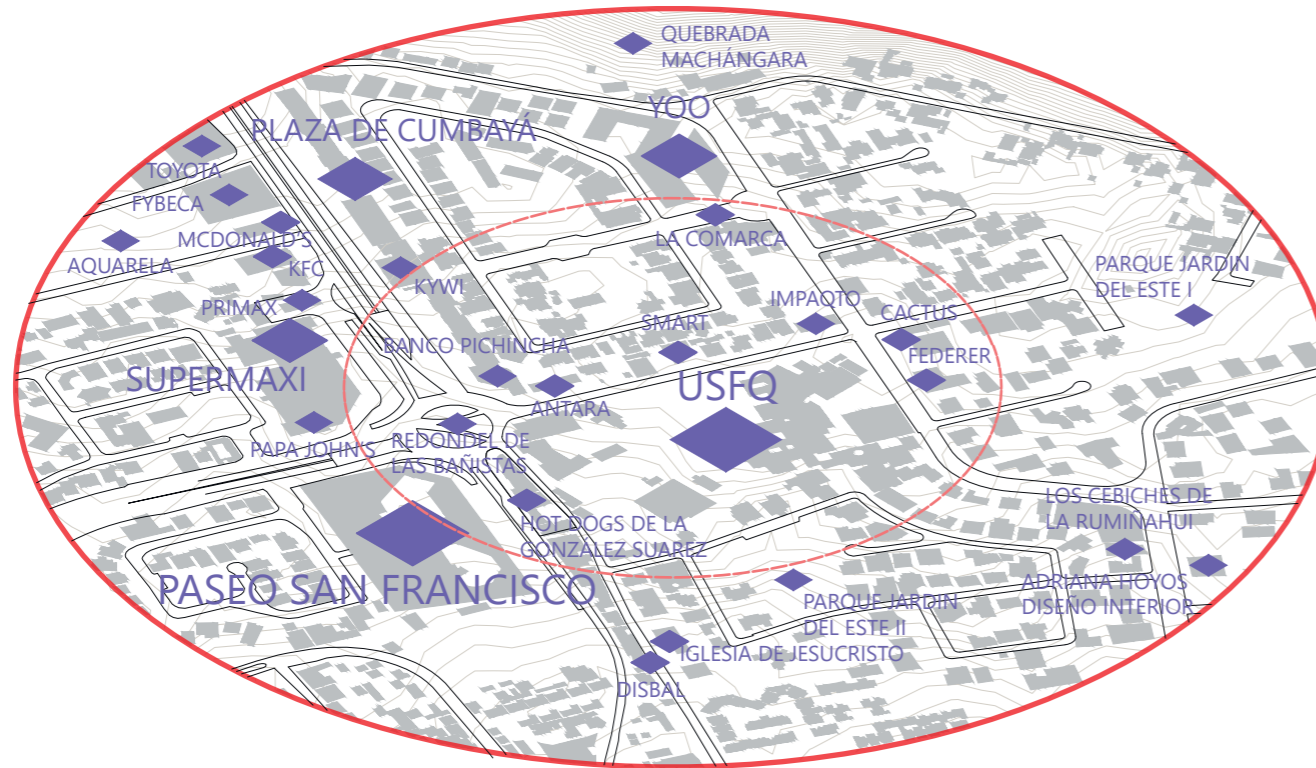 QUEBRADA
MACHÁNGARA
YOO
PLAZA DE CUMBAYÁ
TOYOTA
FYBECA
MCDONALD'S
AQUARELA
KFC
LA COMARCA
KYWI
PARQUE JARDIN
DEL ESTE I
PRIMAX
IMPAQTO
CACTUS
SMART
BANCO PICHINCHA
FEDERER
SUPERMAXI
USFQ
ANTARA
PAPA JOHN'S
REDONDEL DE
LAS BAÑISTAS
LOS CEBICHES DE
LA RUMINAHUI
HOT DOGS DE LA
GONZÁLEZ SUAREZ
PASEO SAN FRANCISCO
ADRIANA HOYOS
DISEÑO INTERIOR
PARQUE JARDIN
DEL ESTE II
IGLESIA DE JESUCRISTO
DISBAL